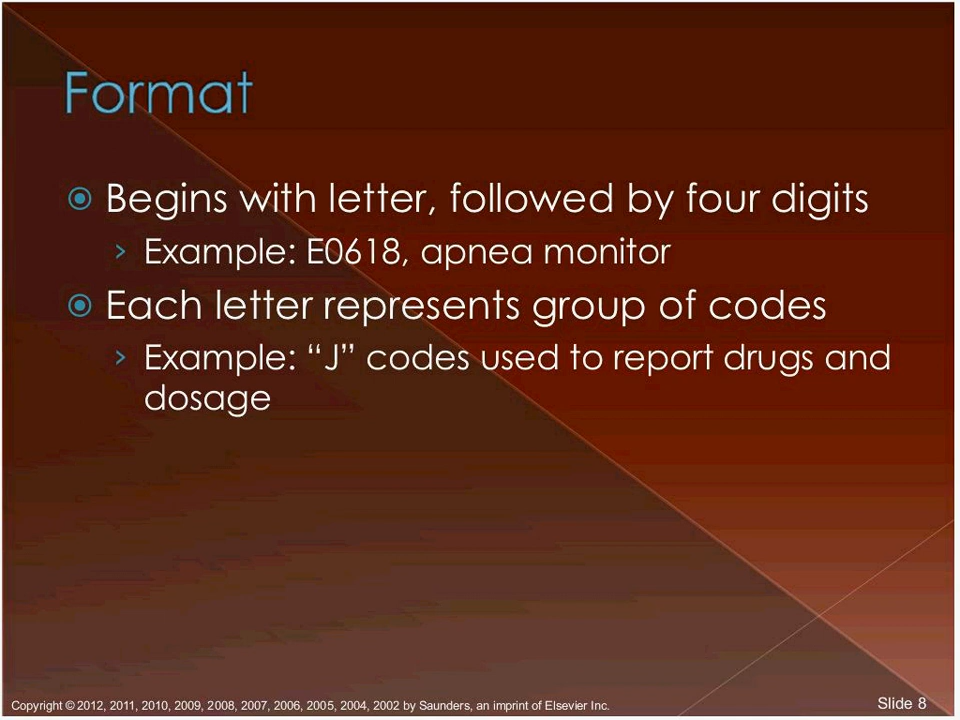 Format
Begins with letter, followed by four digits
Example: E0618, apnea monitor
Each letter represents group of codes
Example: “J” codes used to report drugs and
dosage
Copyright © 2012, 2011, 2010, 2009, 2008, 2007, 2006, 2005, 2004, 2002 by Saunders, an imprint of Elsevier Inc.
Slide 8